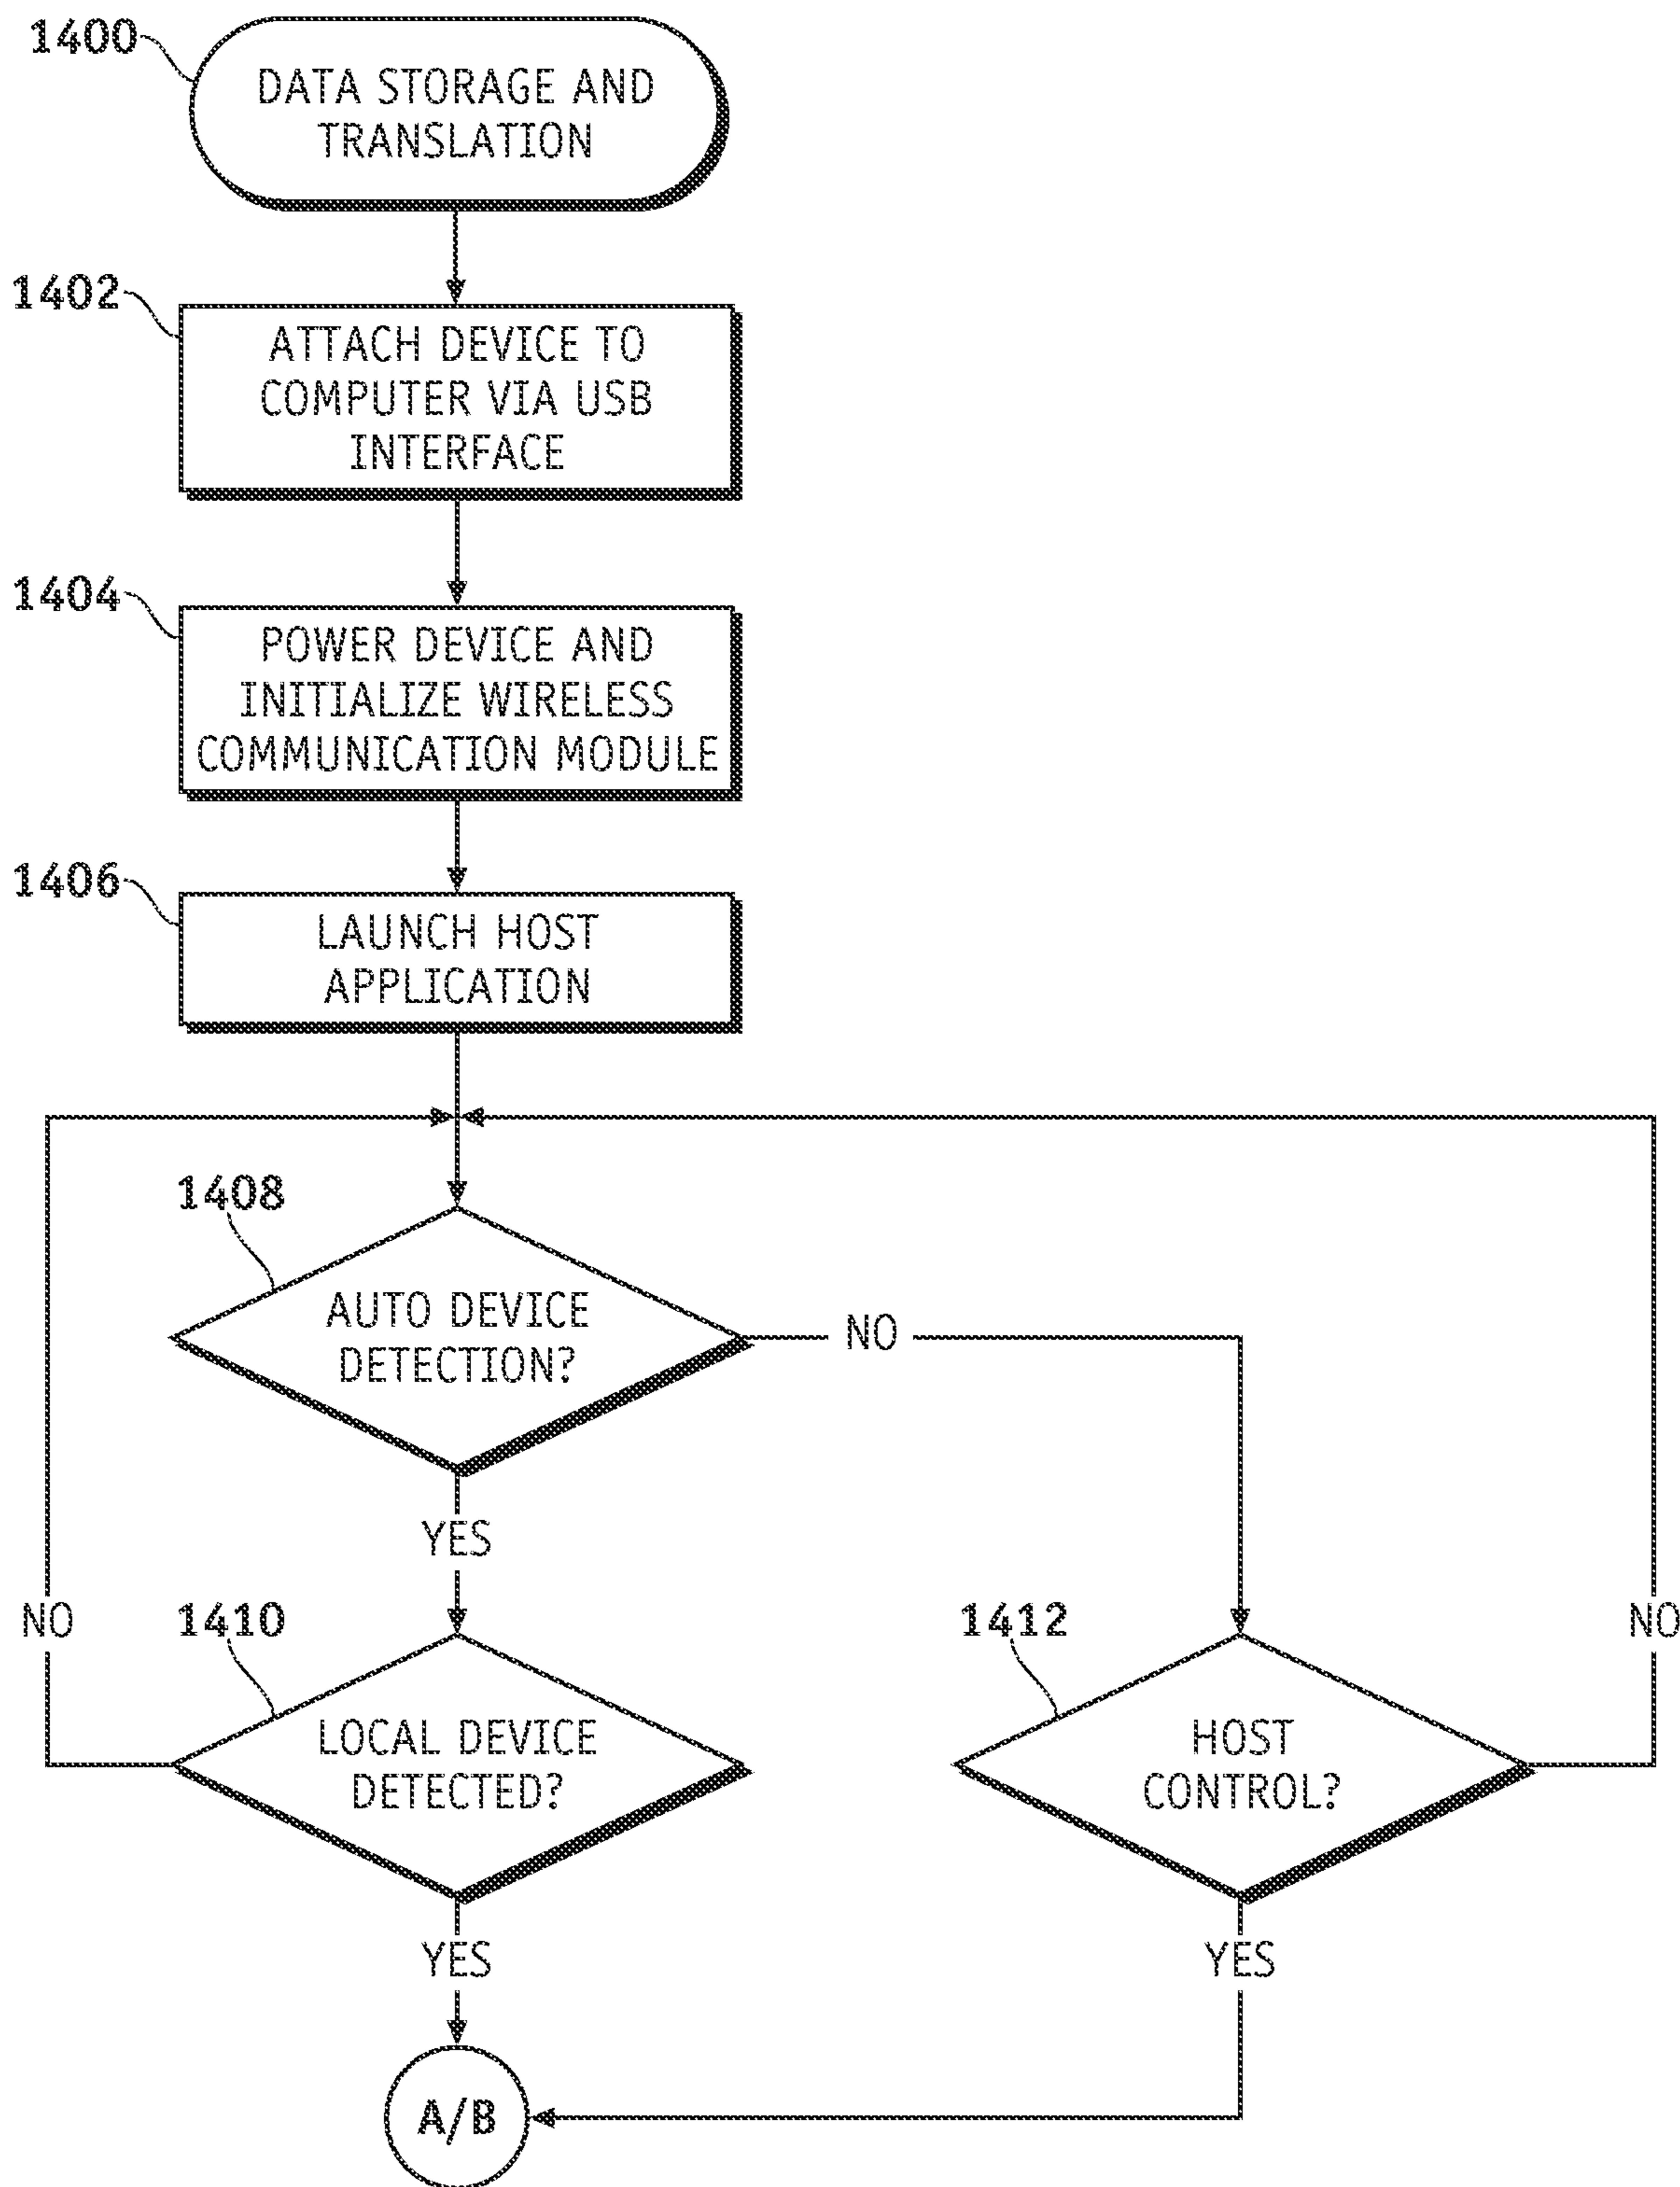 1400
DATA STORAGE AND
TRANSLATION
1402
ATTACH DEVICE TO
COMPUTER VIA USB
INTERFACE
1404
POWER DEVICE AND
INITIALIZE WIRELESS
COMMUNICATION MODULE
1406
LAUNCH HOST
APPLICATION
1408
AUTO DEVICE
DETECTION?
NO
YES
NO
1410
1412
NO
LOCAL DEVICE
DETECTED?
HOST
CONTROL?
YES
YES
A/B